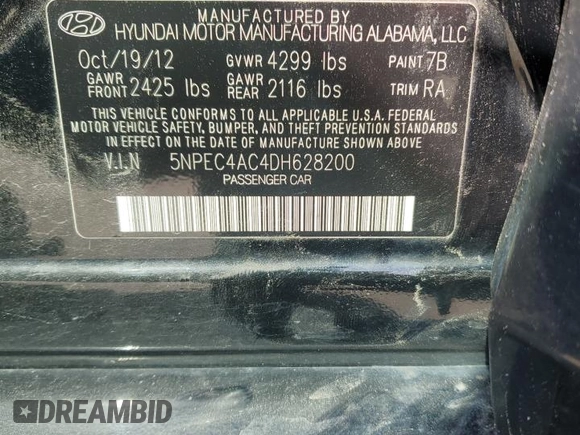 MANUFACTURED BY
HYUNDAI MOTOR MANUFACTURING ALABAMA, LLC
Oct/19/12 GVWR 4299 lbs PAINT 7B
GAWR FRONT 2425 lbs GAWR REAR 2116 lbs TRIM RA
THIS VEHICLE CONFORMS TO ALL APPLICABLE U.S.A. FEDERAL
MOTOR VEHICLE SAFETY, BUMPER, AND THEFT PREVENTION STANDARDS
IN EFFECT ON THE DATE OF MANUFACTURE SHOWN ABOVE.
V.I.N 5NPEC4AC4DH628200
PASSENGER CAR
DREAMBID